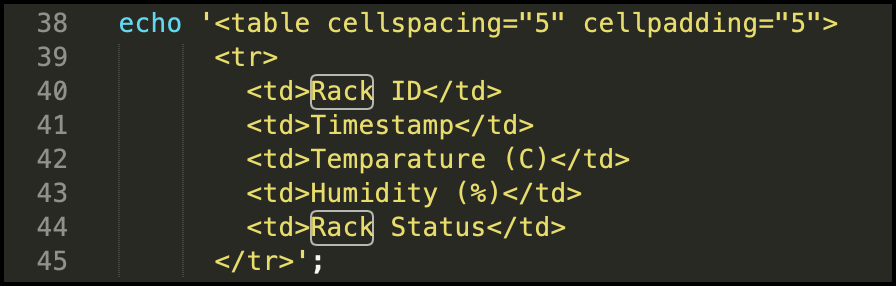 38 echo '<table cellspacing="5" cellpadding="5">
39 <tr>
40 <td>Rack ID</td>
41 <td>Timestamp</td>
42 <td>Temparature (C)</td>
43 <td>Humidity (%)</td>
44 <td>Rack Status</td>
45 </tr>';